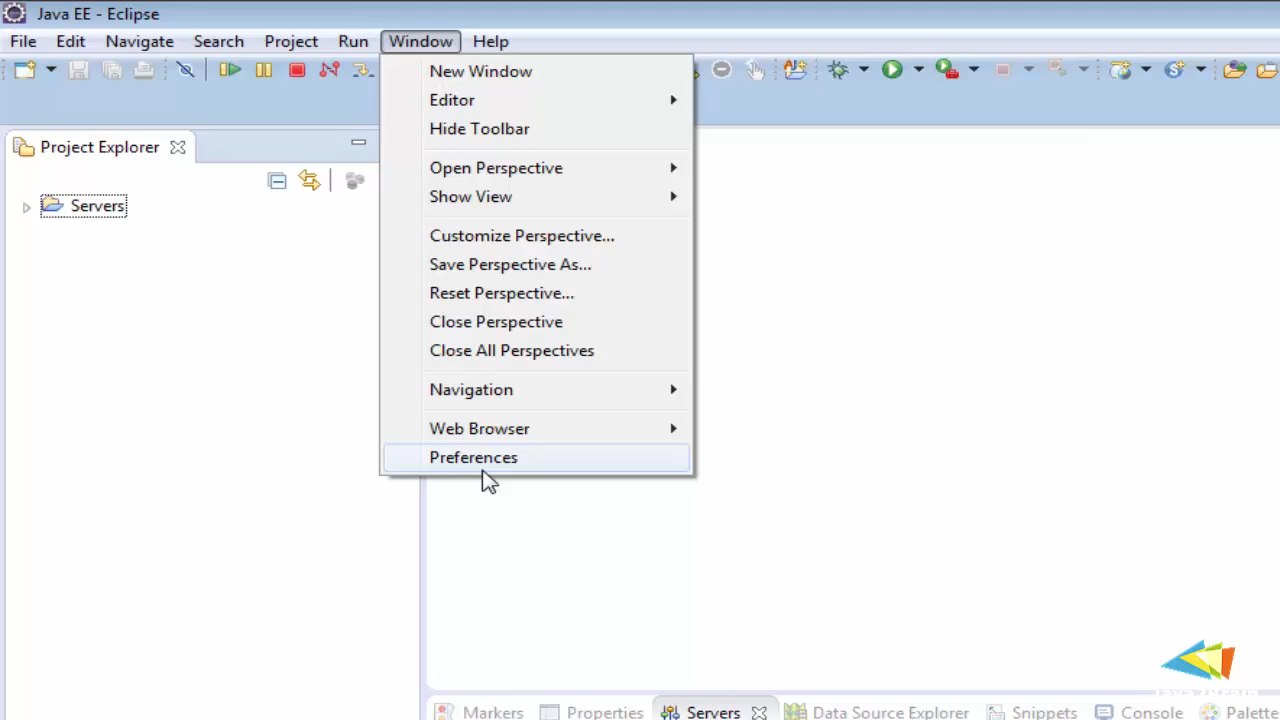 Java EE - Eclipse
File Edit Navigate Search Project Run Window Help
New Window
Editor
Hide Toolbar
Project Explorer
Open Perspective
Show View
Servers
Customize Perspective...
Save Perspective As...
Reset Perspective...
Close Perspective
Close All Perspectives
Navigation
Web Browser
Preferences
Markers Properties Servers Data Source Explorer Snippets Console Palette